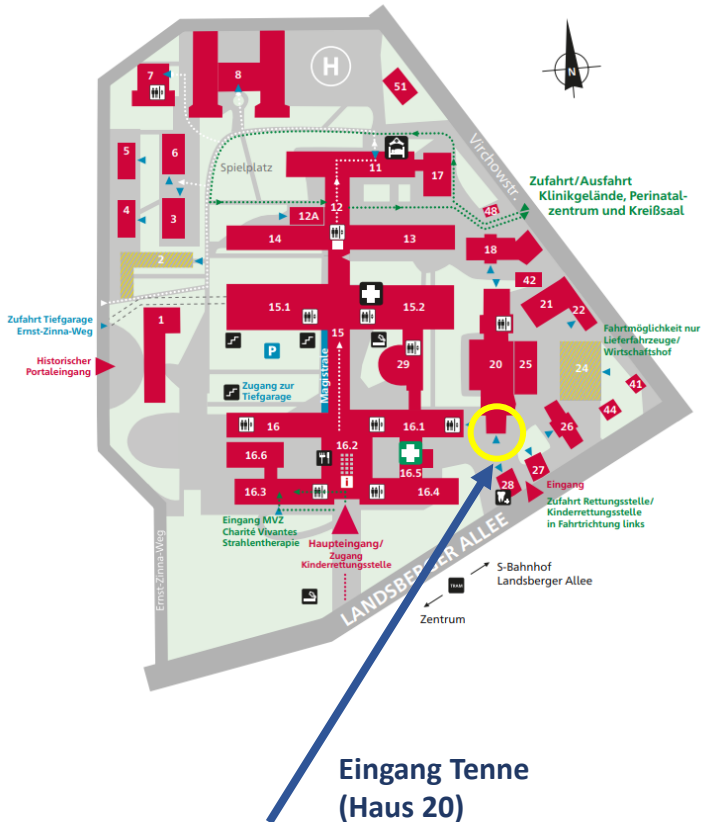 7
8
H
51
5
6
Spielplatz
11
17
Virchowstr.
Zufahrt/Ausfahrt
Klinikgelände, Perinatal-
zentrum und Kreißsaal
4
3
12
12A
48
14
13
18
2
42
15.1
15.2
21
22
Zufahrt Tiefgarage
Ernst-Zinna-Weg
1
15
Fahrtmöglichkeit nur
Lieferfahrzeuge/
Wirtschaftshof
Historischer
Portaleingang
P
Magistrale
29
20
25
24
41
Zugang zur
Tiefgarage
44
16
16.1
26
16.2
16.6
16.5
27
i
28
Eingang
16.3
16.4
Zufahrt Rettungsstelle/
Kinderrettungsstelle
in Fahrtrichtung links
Eingang MVZ
Charité Vivantes
Strahlentherapie
Haupteingang/
Zugang
Kinderrettungsstelle
LANDSBERGER ALLEE
Ernst-Zinna-Weg
S-Bahnhof
Landsberger Allee
TRAM
Zentrum
N
Eingang Tenne
(Haus 20)